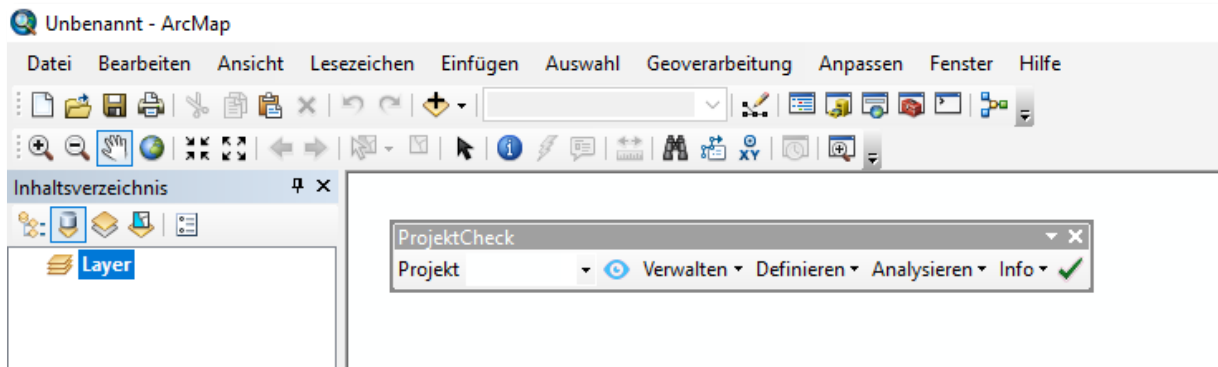 Unbenannt - ArcMap
Datei Bearbeiten Ansicht Lesezeichen Einfügen Auswahl Geoverarbeitung Anpassen Fenster Hilfe
XY
Inhaltsverzeichnis
Layer
ProjektCheck
Projekt Verwalten Definieren Analysieren Info